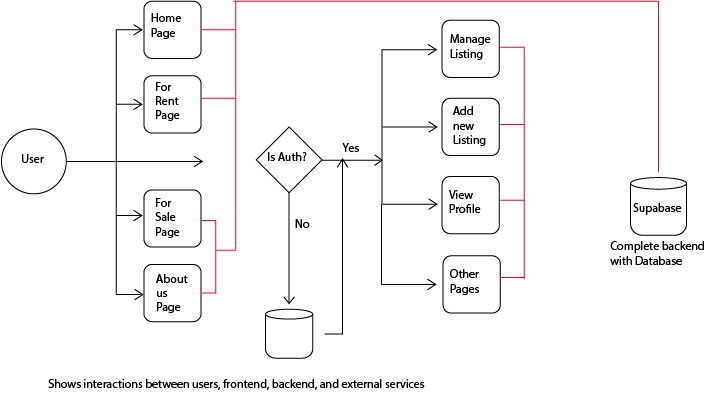 Home
Page
For
Rent
Page
User
For
Sale
Page
About
us
Page
Is Auth?
Yes
No
Manage
Listing
Add
new
Listing
View
Profile
Other
Pages
Supabase
Complete backend
with Database
Shows interactions between users, frontend, backend, and external services